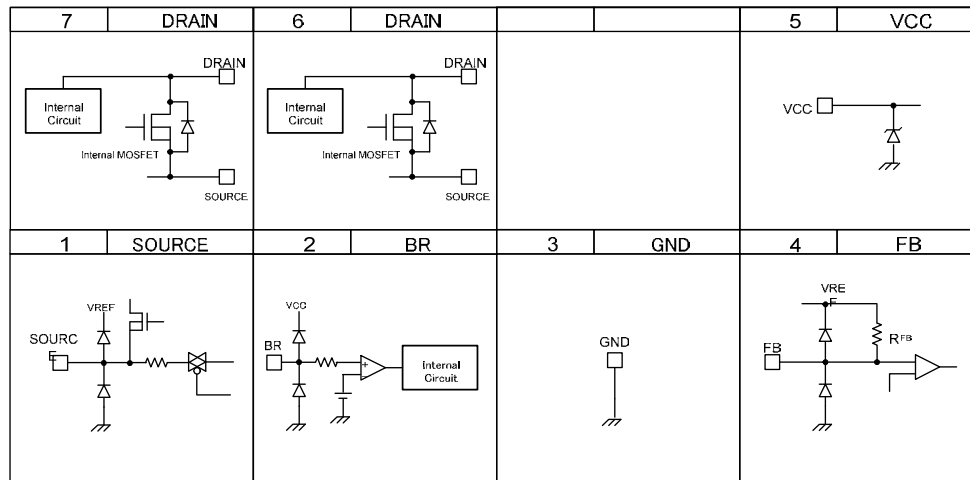 7 DRAIN 6 DRAIN 5 VCC
DRAIN
Internal
Circuit
Internal MOSFET
SOURCE
DRAIN
Internal
Circuit
Internal MOSFET
SOURCE
VCC
1 SOURCE 2 BR 3 GND 4 FB
VREF
SOURC
E
VCC
BR
+
Internal
Circuit
GND
VRE
F
FB
RFB